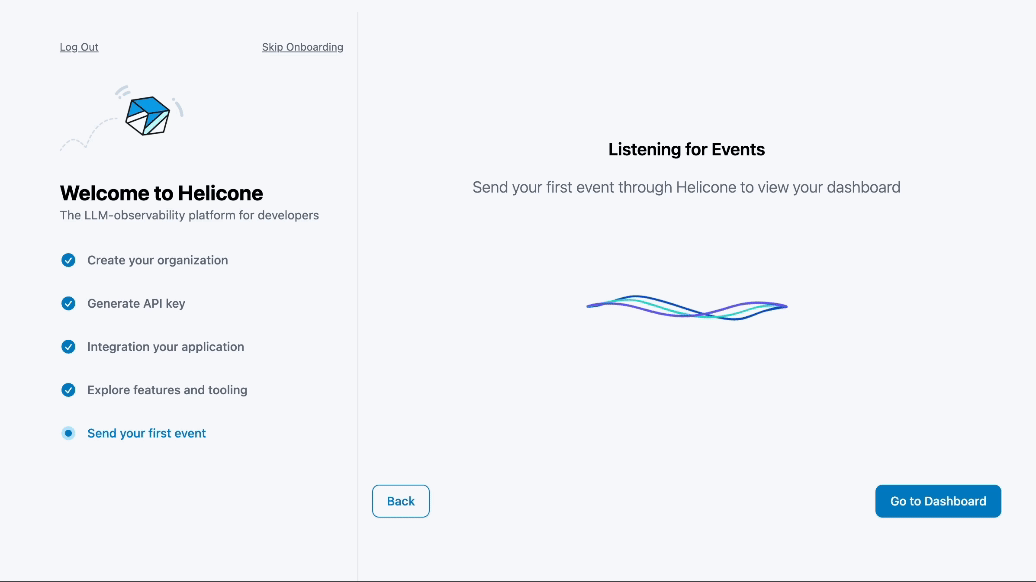 Log Out
Skip Onboarding
Welcome to Helicone
The LLM-observability platform for developers
Create your organization
Generate API key
Integration your application
Explore features and tooling
Send your first event
Listening for Events
Send your first event through Helicone to view your dashboard
Back
Go to Dashboard